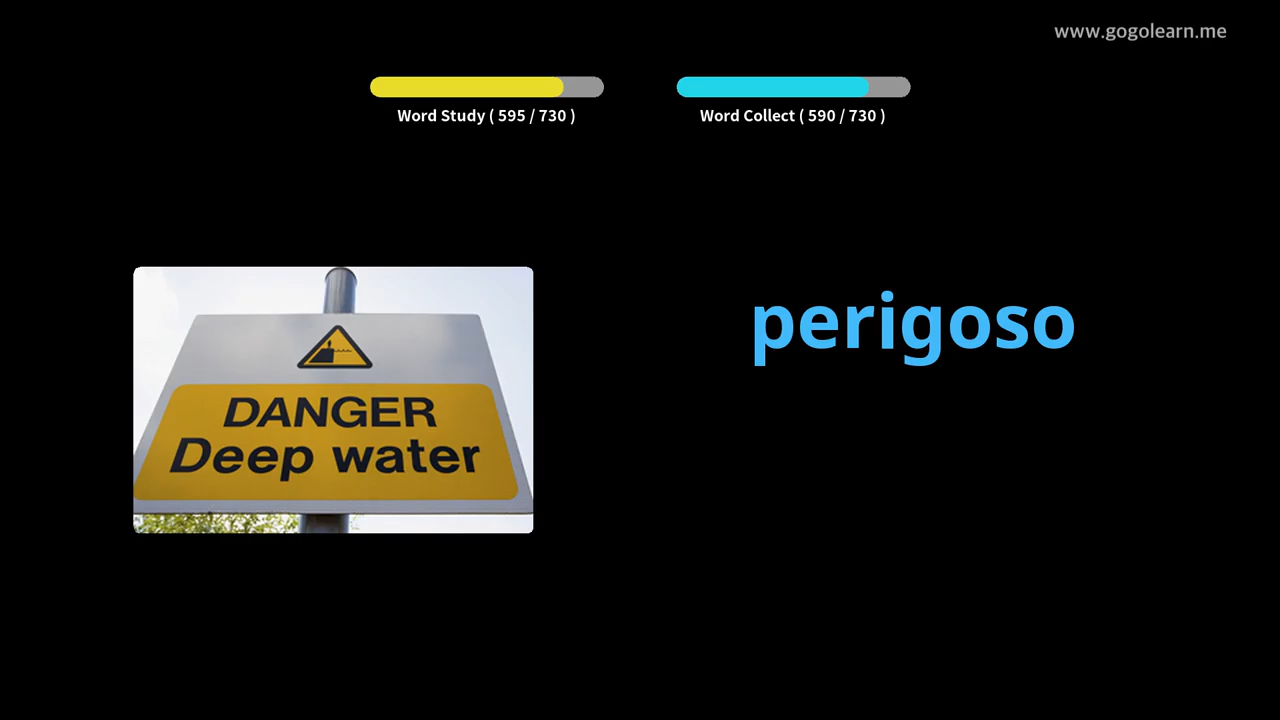 www.gogolearn.me
Word Study ( 595 / 730 )
Word Collect ( 590 / 730 )
perigoso
DANGER
Deep water